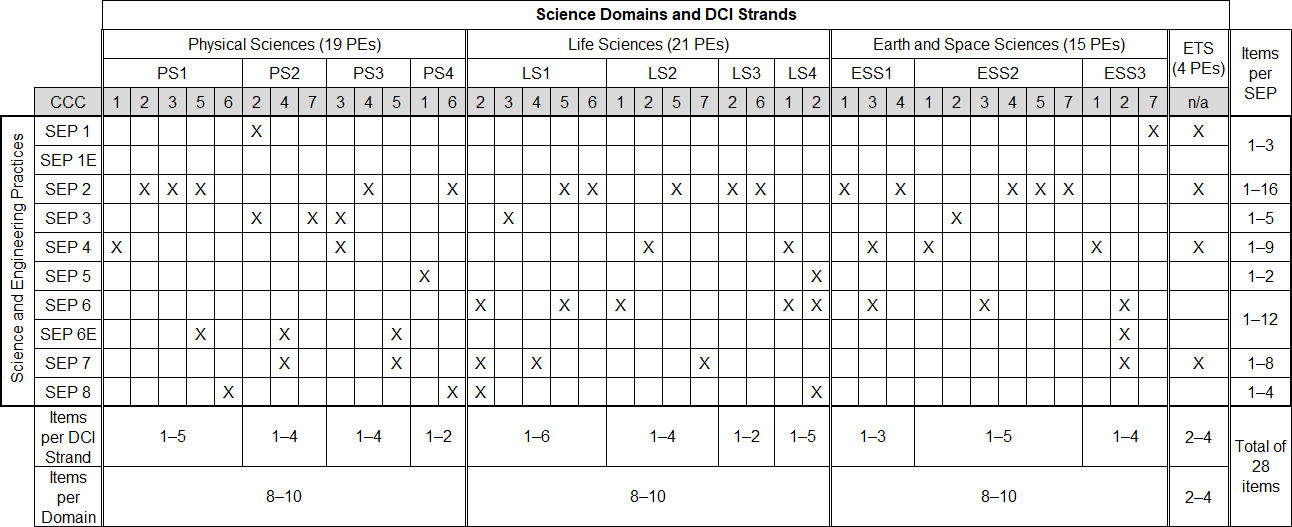 Science Domains and DCI Strands
Physical Sciences (19 PEs) Life Sciences (21 PEs) Earth and Space Sciences (15 PEs) ETS (4 PEs) Items per SEP
PS1 PS2 PS3 PS4 LS1 LS2 LS3 LS4 ESS1 ESS2 ESS3
CCC 1 2 3 5 6 2 4 7 3 4 5 1 6 2 3 4 5 6 1 2 5 7 2 6 1 2 1 3 4 1 2 3 4 5 7 1 2 7 n/a
Science and Engineering Practices
SEP 1 X X X 1–3
SEP 1E
SEP 2 X X X X X X X X X X X X X X X X 1–16
SEP 3 X X X X X 1–5
SEP 4 X X X X X X X X 1–9
SEP 5 X X 1–2
SEP 6 X X X X X X X X 1–12
SEP 6E X X X X
SEP 7 X X X X X X X 1–8
SEP 8 X X X X 1–4
Items per DCI Strand 1–5 1–4 1–4 1–2 1–6 1–4 1–2 1–5 1–3 1–5 1–4 2–4 Total of 28 items
Items per Domain 8–10 8–10 8–10 2–4